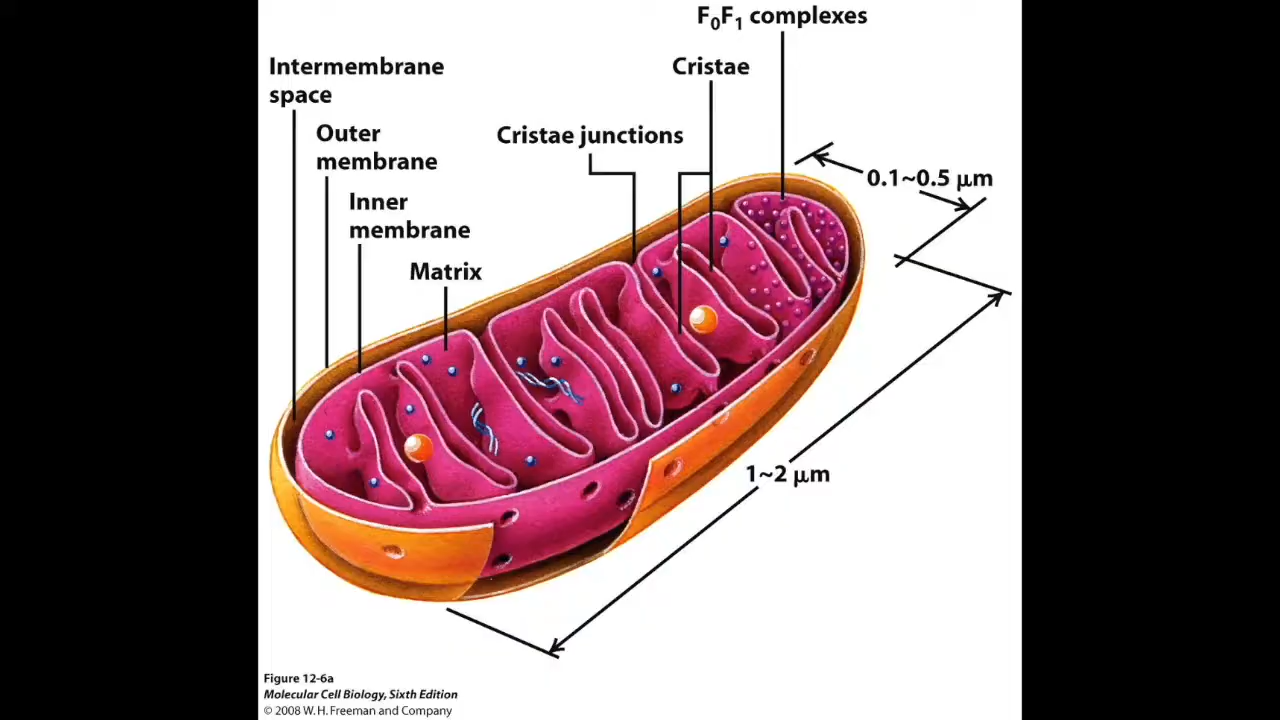 F₀F₁ complexes
Intermembrane
space
Cristae
Outer
membrane
Cristae junctions
0.1~0.5 μm
Inner
membrane
Matrix
1~2 μm
Figure 12-6a
Molecular Cell Biology, Sixth Edition
© 2008 W. H. Freeman and Company